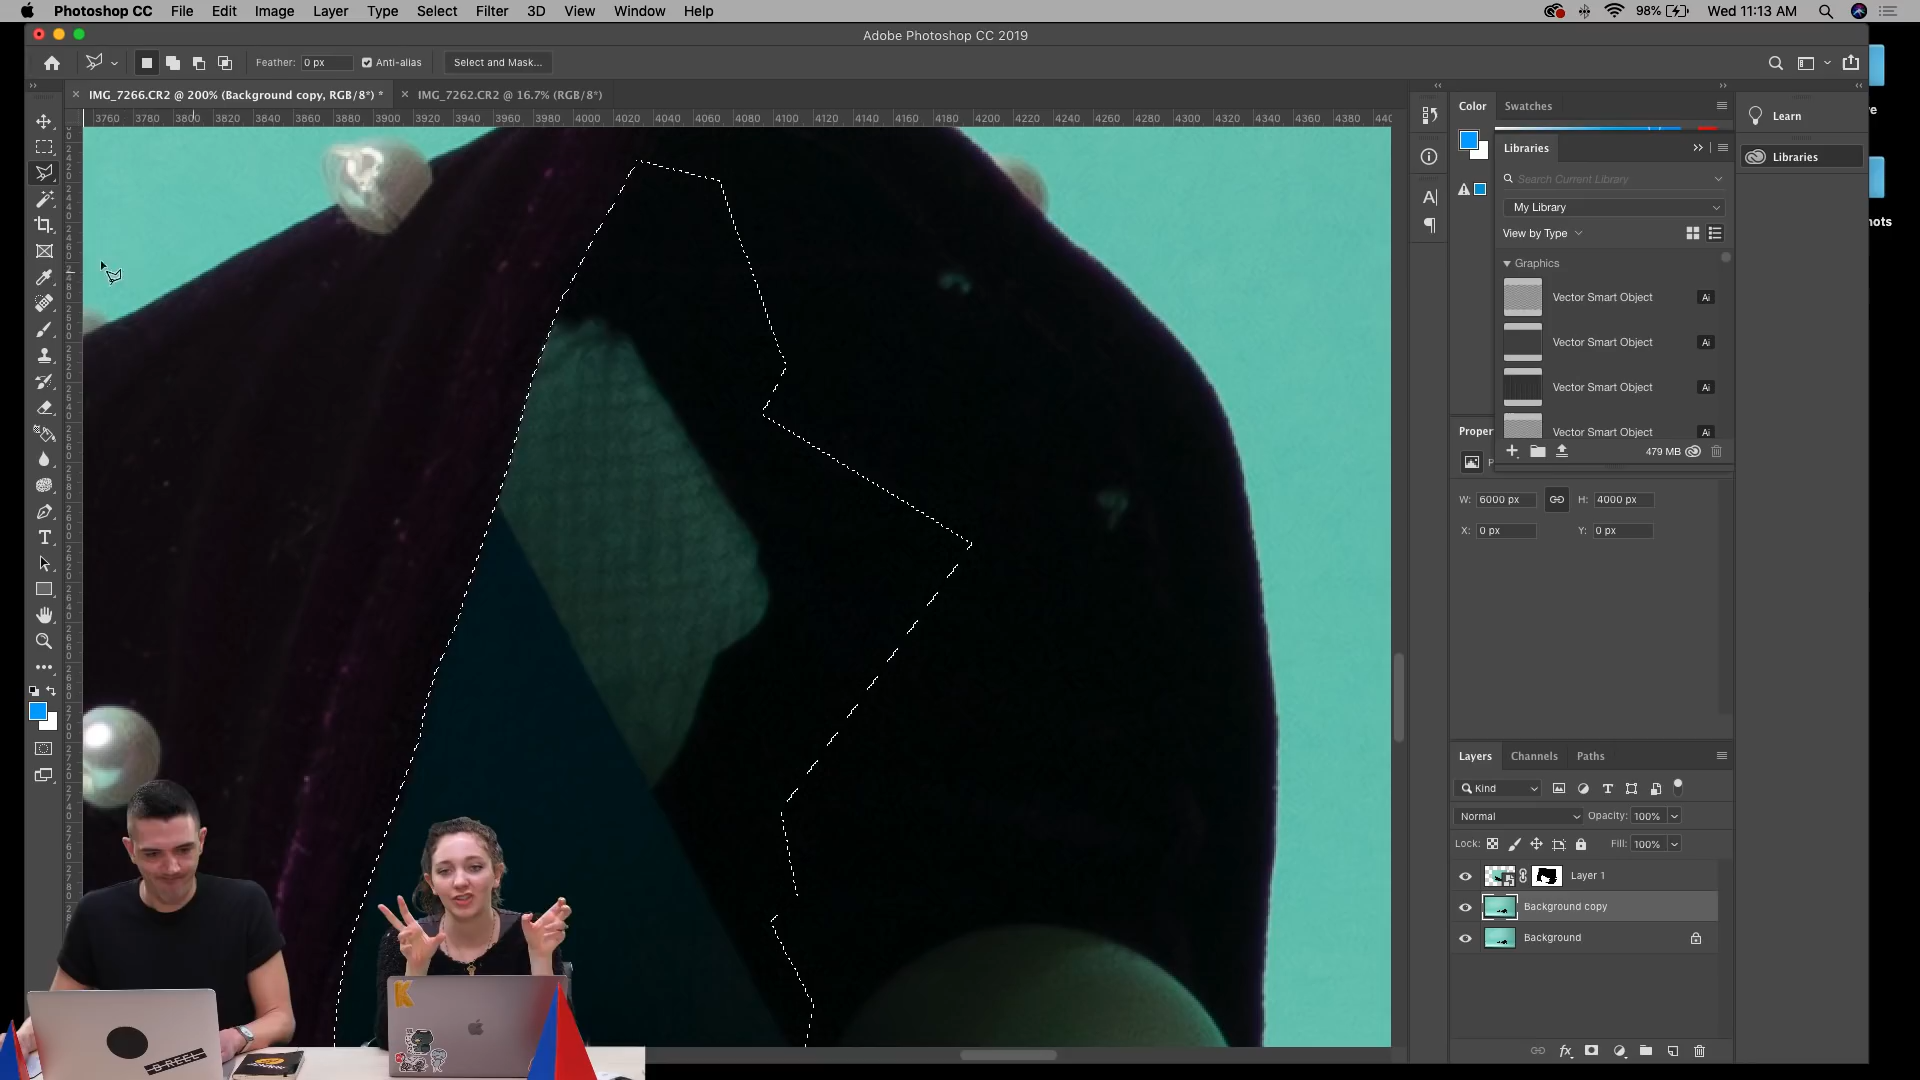 Photoshop CC File Edit Image Layer Type Select Filter 3D View Window Help 98% Wed 11:13 AM
Adobe Photoshop CC 2019
Feather: 0 px Anti-alias Select and Mask...
IMG_7266.CR2 @ 200% (Background copy, RGB/8*) * IMG_7262.CR2 @ 16.7% (RGB/8*)
3760 3780 3800 3820 3840 3860 3880 3900 3920 3940 3960 3980 4000 4020 4040 4060 4080 4100 4120 4140 4160 4180 4200 4220 4240 4260 4280 4300 4320 4340 4360 4380
Color Swatches
Learn
Libraries
Libraries
Search Current Library
My Library
View by Type
Graphics
Vector Smart Object Ai
Vector Smart Object Ai
Vector Smart Object Ai
Vector Smart Object Ai
479 MB
Proper
W: 6000 px H: 4000 px
X: 0 px Y: 0 px
Layers Channels Paths
Kind
Normal Opacity: 100%
Lock: Fill: 100%
Layer 1
Background copy
Background
hots
K
B-REEL